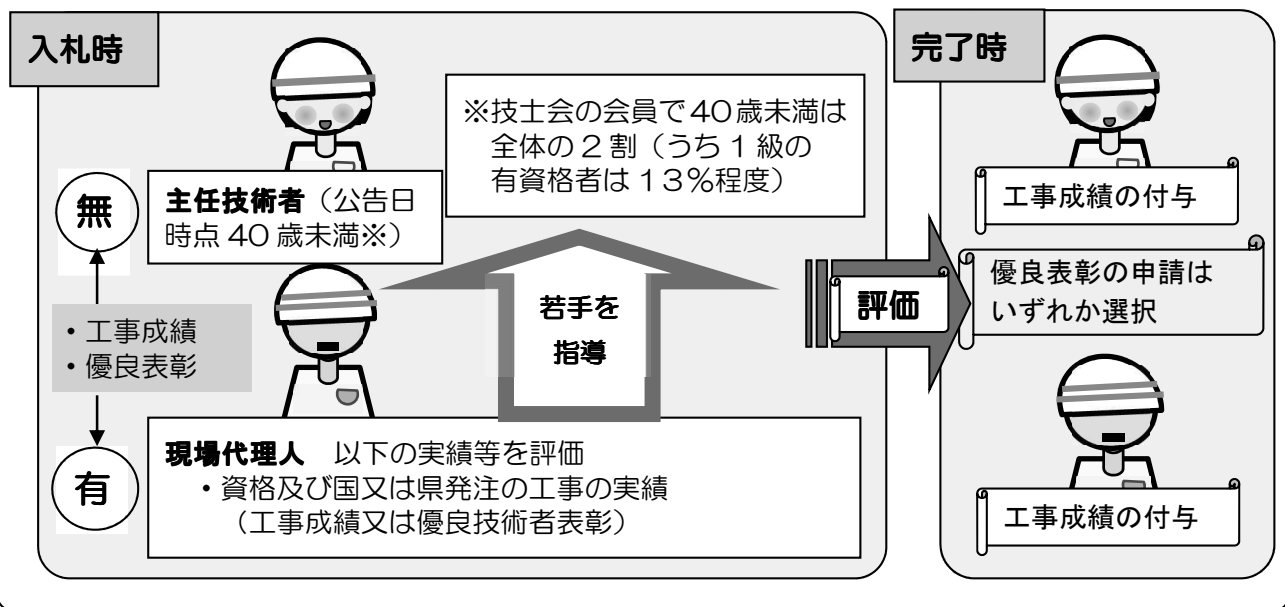 入札時
※技士会の会員で40歳未満は
全体の2割（うち1級の
有資格者は13％程度）
無
主任技術者（公告日
時点40歳未満※）
・工事成績
・優良表彰
若手を
指導
有
現場代理人　以下の実績等を評価
・資格及び国又は県発注の工事の実績
（工事成績又は優良技術者表彰）
評価
完了時
工事成績の付与
優良表彰の申請は
いずれか選択
工事成績の付与